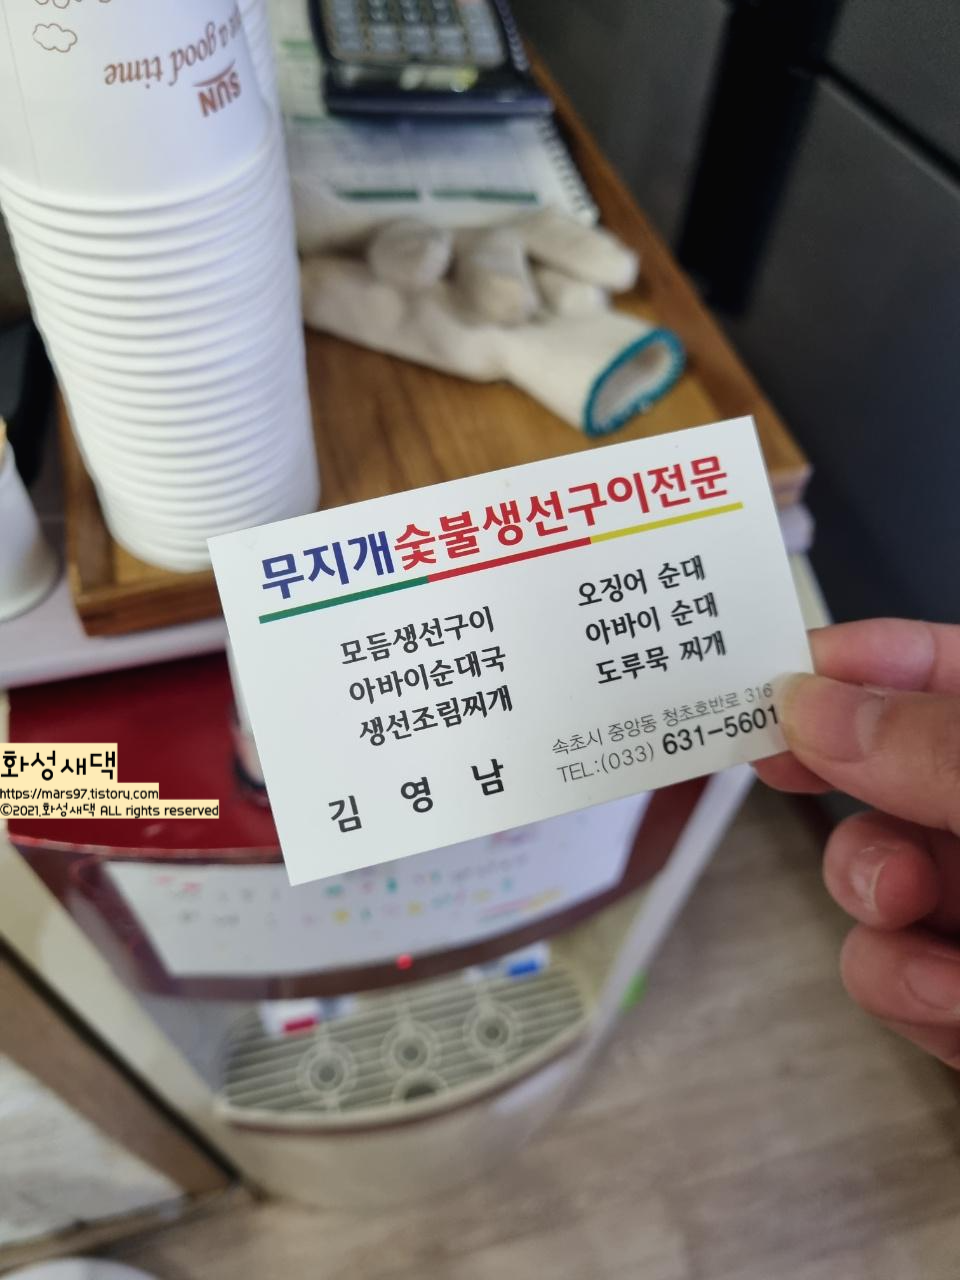 a good time
SUN
무지개숯불생선구이전문
모듬생선구이
아바이순대국
생선조림찌개
오징어 순대
아바이 순대
도루묵 찌개
속초시 중앙동 청초호반로 316
TEL:(033) 631-5601
김 영 남
화성새댁
https://mars97.tistory.com
©2021.화성새댁 ALL rights reserved